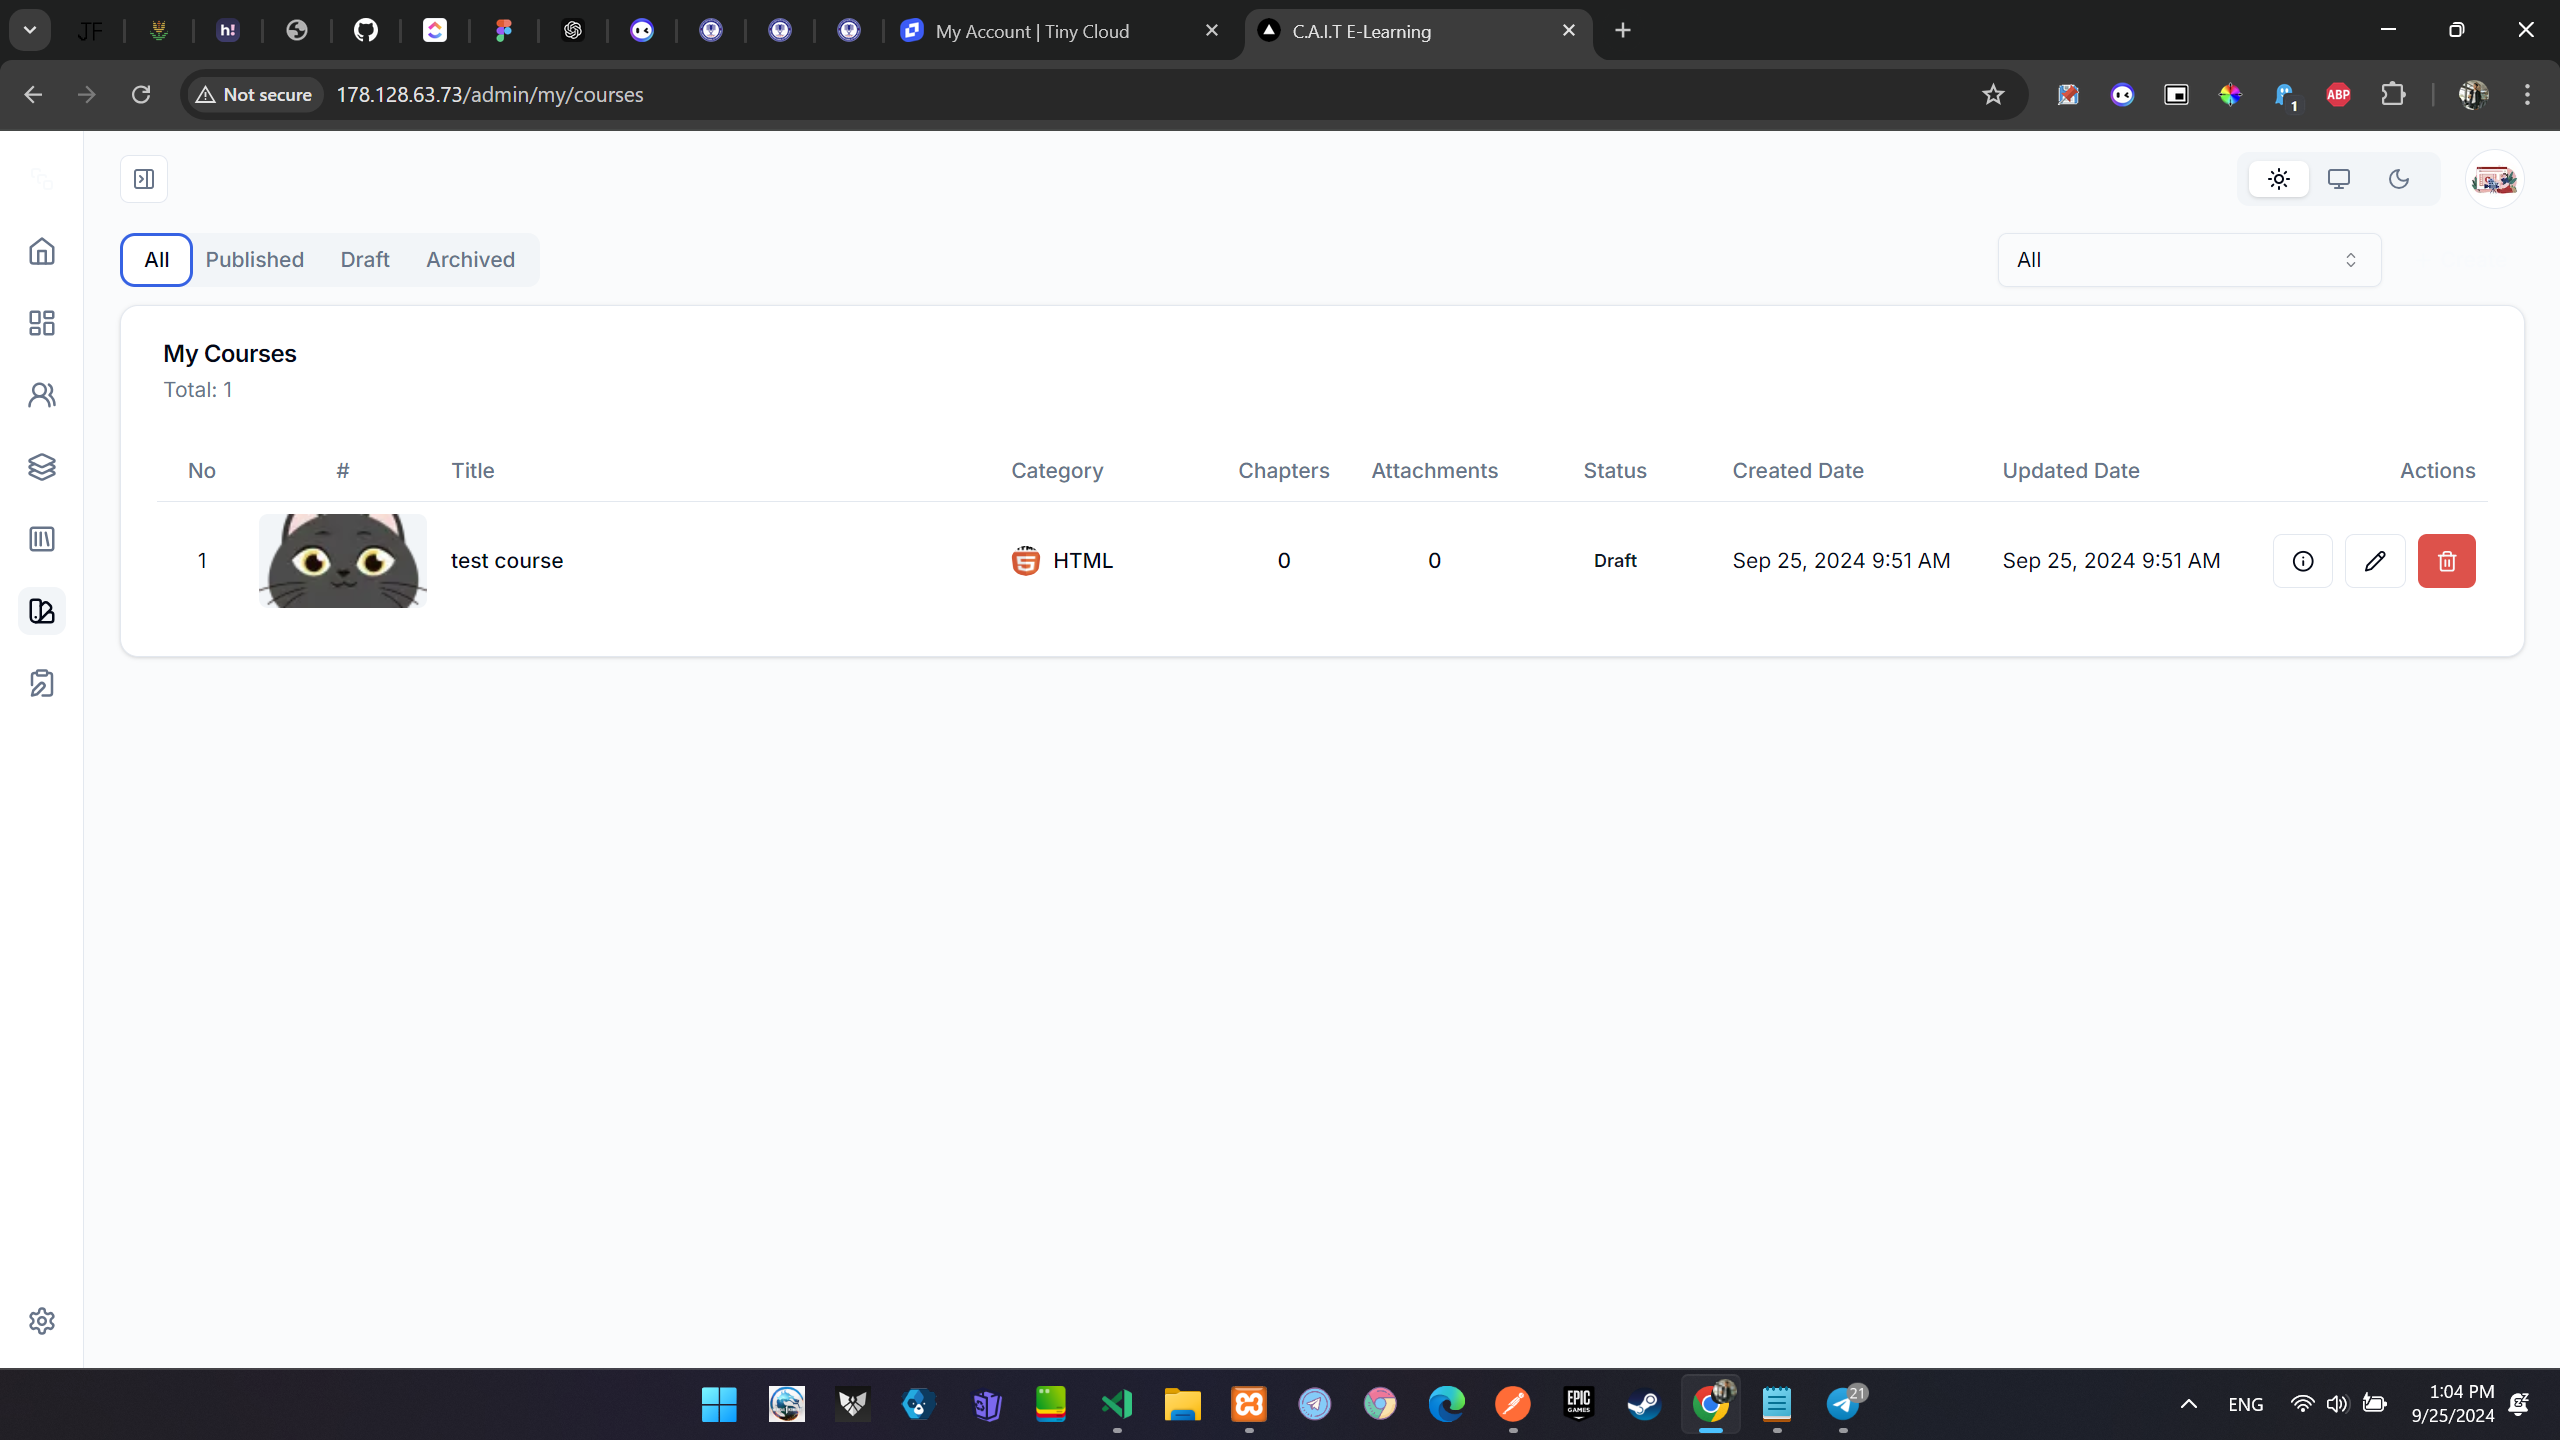 JF
h!
My Account | Tiny Cloud
C.A.I.T E-Learning
Not secure
178.128.63.73/admin/my/courses
1
ABP
All
Published
Draft
Archived
All
My Courses
Total: 1
No
#
Title
Category
Chapters
Attachments
Status
Created Date
Updated Date
Actions
1
test course
HTML
0
0
Draft
Sep 25, 2024 9:51 AM
Sep 25, 2024 9:51 AM
EPIC
GAMES
21
ENG
1:04 PM
9/25/2024